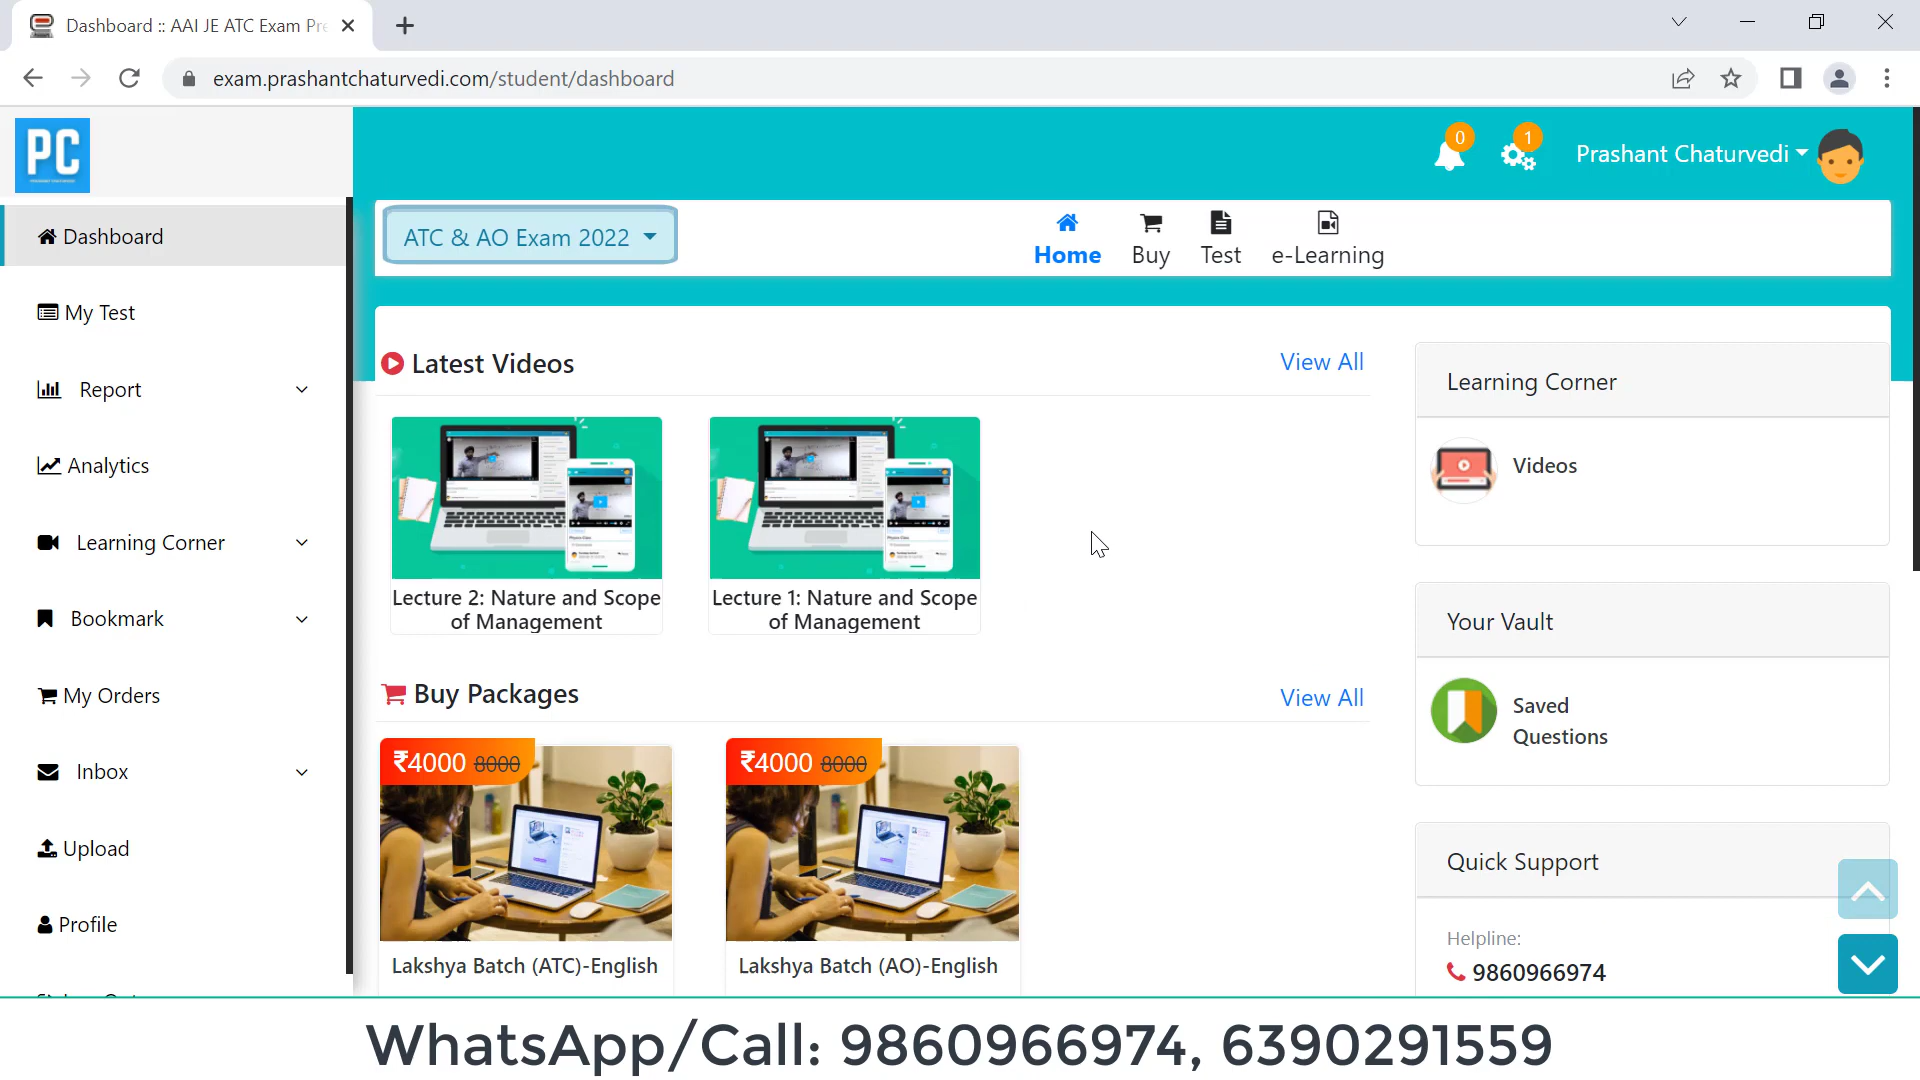 Dashboard :: AAI JE ATC Exam Pre
exam.prashantchaturvedi.com/student/dashboard
PC
0
1
Prashant Chaturvedi
ATC & AO Exam 2022
Home
Buy
Test
e-Learning
Dashboard
My Test
Report
Analytics
Learning Corner
Bookmark
My Orders
Inbox
Upload
Profile
Latest Videos
View All
Lecture 2: Nature and Scope
of Management
Lecture 1: Nature and Scope
of Management
Buy Packages
View All
₹4000 8000
Lakshya Batch (ATC)-English
₹4000 8000
Lakshya Batch (AO)-English
Learning Corner
Videos
Your Vault
Saved
Questions
Quick Support
Helpline:
9860966974
WhatsApp/Call: 9860966974, 6390291559